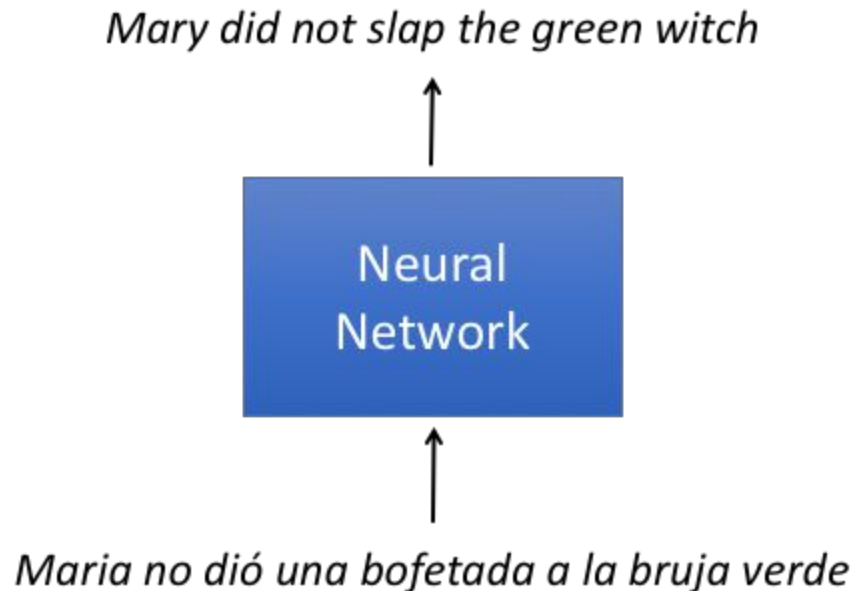 Mary did not slap the green witch
Neural
Network
Maria no dió una bofetada a la bruja verde